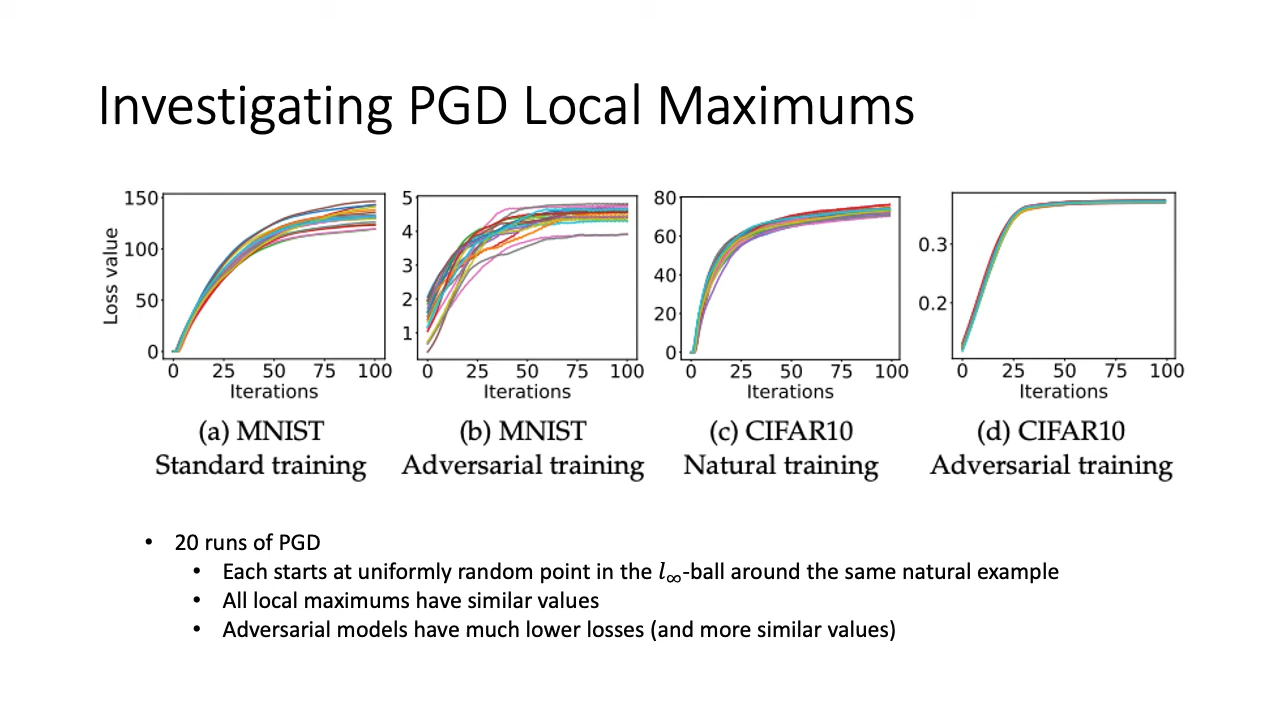 Investigating PGD Local Maximums
Loss value
150
100
50
0
0 25 50 75 100
Iterations
(a) MNIST
Standard training
5
4
3
2
1
0 25 50 75 100
Iterations
(b) MNIST
Adversarial training
80
60
40
20
0
0 25 50 75 100
Iterations
(c) CIFAR10
Natural training
0.3
0.2
0 25 50 75 100
Iterations
(d) CIFAR10
Adversarial training
• 20 runs of PGD
• Each starts at uniformly random point in the l∞-ball around the same natural example
• All local maximums have similar values
• Adversarial models have much lower losses (and more similar values)